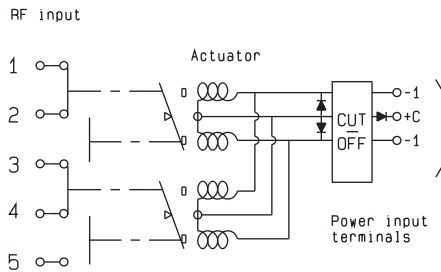 RF input
Actuator
1
2
3
4
5
CUT
OFF
-1
+C
-1
Power input
terminals